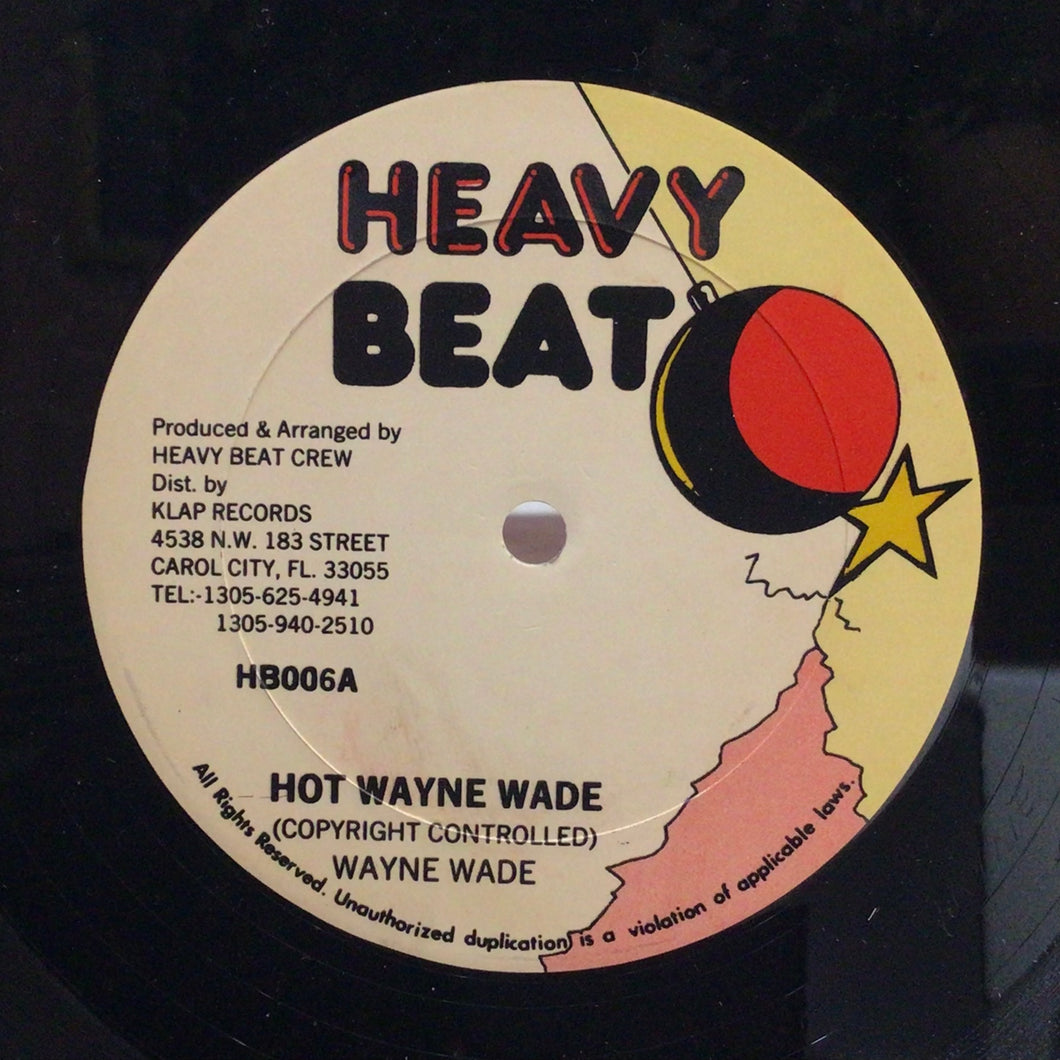 HEAVY
BEAT
Produced & Arranged by
HEAVY BEAT CREW
Dist. by
KLAP RECORDS
4538 N.W. 183 STREET
CAROL CITY, FL. 33055
TEL:-1305-625-4941
1305-940-2510
HB006A
HOT WAYNE WADE
(COPYRIGHT CONTROLLED)
WAYNE WADE
All Rights Reserved. Unauthorized duplication is a violation of applicable laws.